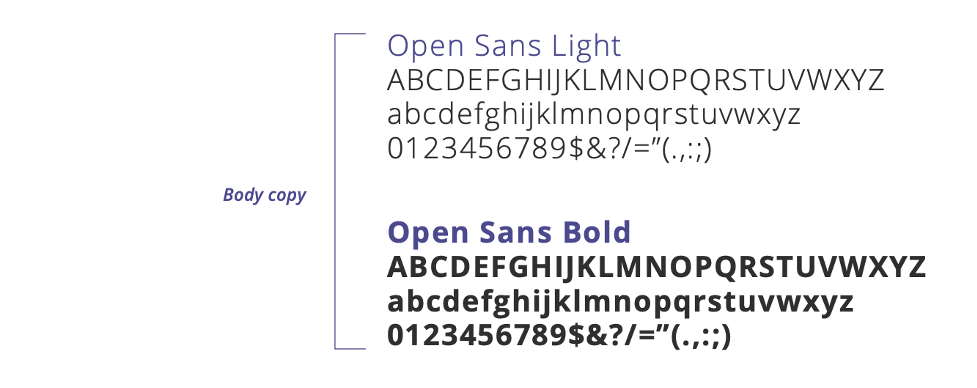 Open Sans Light
ABCDEFGHIJKLMNOPQRSTUVWXYZ
abcdefghijklmnopqrstuvwxyz
0123456789$&?/=”(.,:;)
Body copy
Open Sans Bold
ABCDEFGHIJKLMNOPQRSTUVWXYZ
abcdefghijklmnopqrstuvwxyz
0123456789$&?/=”(.,:;)